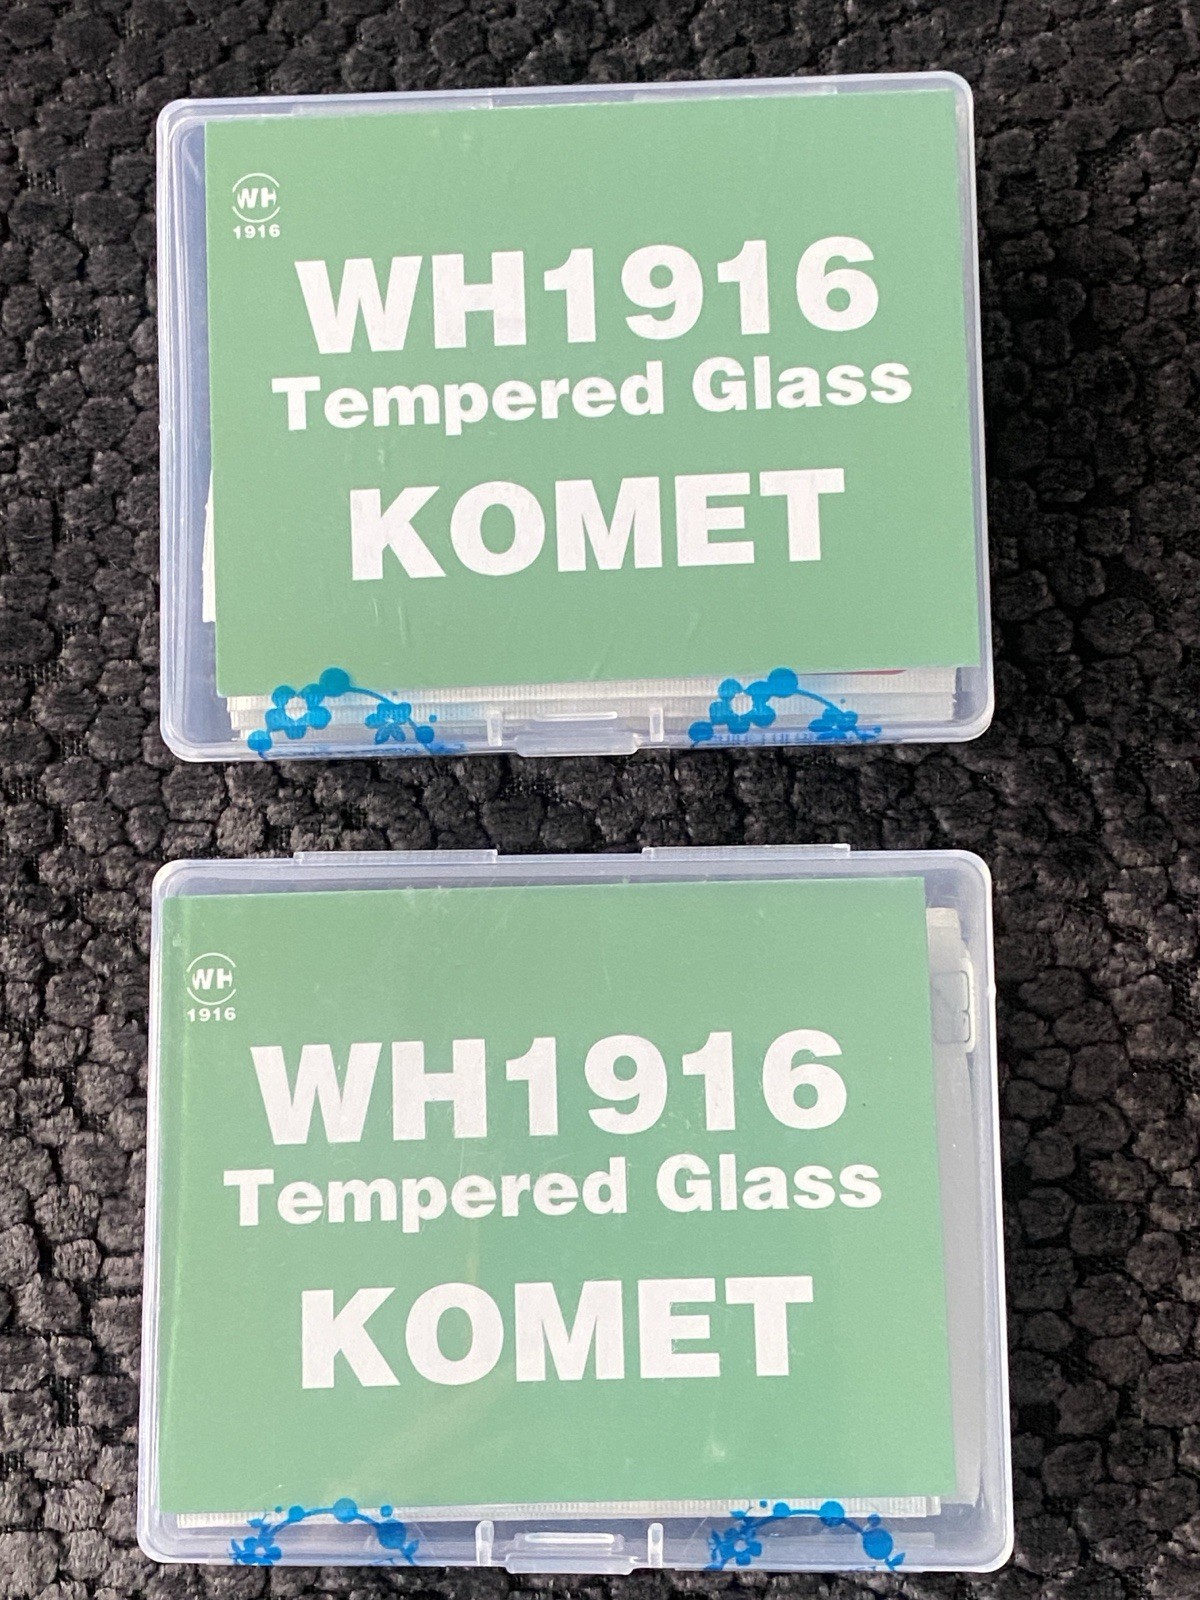 WH
1916
WH1916
Tempered Glass
KOMET
WH
1916
WH1916
Tempered Glass
KOMET